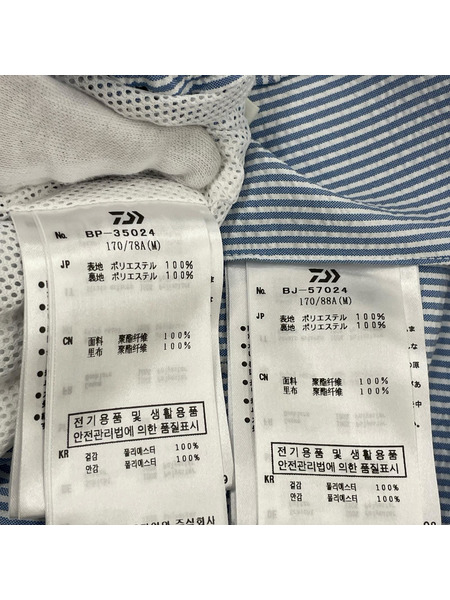 No. BP-35024
170/78A(M)
JP 表地 ポリエステル 100%
裏地 ポリエステル 100%
CN 面料 聚酯纤维 100%
里布 聚酯纤维 100%
전기용품 및 생활용품
안전관리법에 의한 품질표시
KR 겉감 폴리에스터 100%
안감 폴리에스터 100%
No. BJ-57024
170/88A(M)
JP 表地 ポリエステル 100%
裏地 ポリエステル 100%
CN 面料 聚酯纤维 100%
里布 聚酯纤维 100%
전기용품 및 생활용품
안전관리법에 의한 품질표시
KR 겉감 폴리에스터 100%
안감 폴리에스터 100%